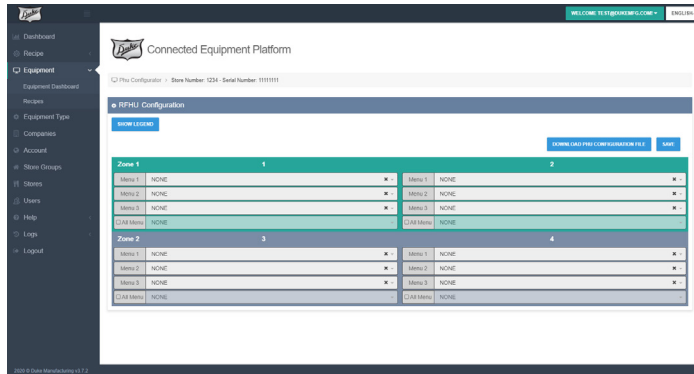 Duke
WELCOME TEST@DUKEMFG.COM
ENGLISH
Dashboard
Recipe
Equipment
Equipment Dashboard
Recipes
Equipment Type
Companies
Account
Store Groups
Stores
Users
Help
Logs
Logout
2020 © Duke Manufacturing v3.7.2
Duke Connected Equipment Platform
Phu Configurator > Store Number: 1234 - Serial Number: 11111111
RFHU Configuration
SHOW LEGEND
DOWNLOAD PHU CONFIGURATION FILE SAVE
Zone 1 1 2
Menu 1 NONE × Menu 1 NONE ×
Menu 2 NONE × Menu 2 NONE ×
Menu 3 NONE × Menu 3 NONE ×
All Menu NONE All Menu NONE
Zone 2 3 4
Menu 1 NONE × Menu 1 NONE ×
Menu 2 NONE × Menu 2 NONE ×
Menu 3 NONE × Menu 3 NONE ×
All Menu NONE All Menu NONE